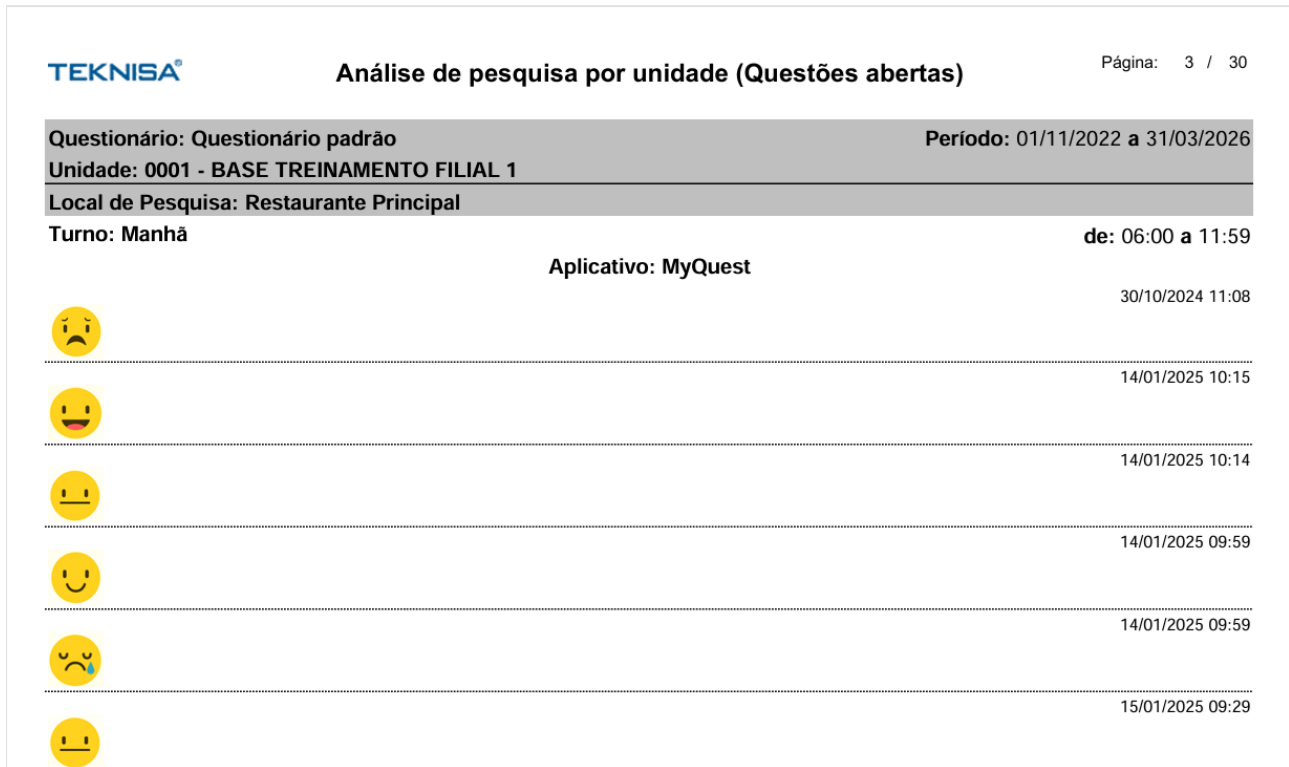 TEKNISA®
Análise de pesquisa por unidade (Questões abertas)
Página: 3 / 30
Questionário: Questionário padrão
Período: 01/11/2022 a 31/03/2026
Unidade: 0001 - BASE TREINAMENTO FILIAL 1
Local de Pesquisa: Restaurante Principal
Turno: Manhã
de: 06:00 a 11:59
Aplicativo: MyQuest
30/10/2024 11:08
14/01/2025 10:15
14/01/2025 10:14
14/01/2025 09:59
14/01/2025 09:59
15/01/2025 09:29